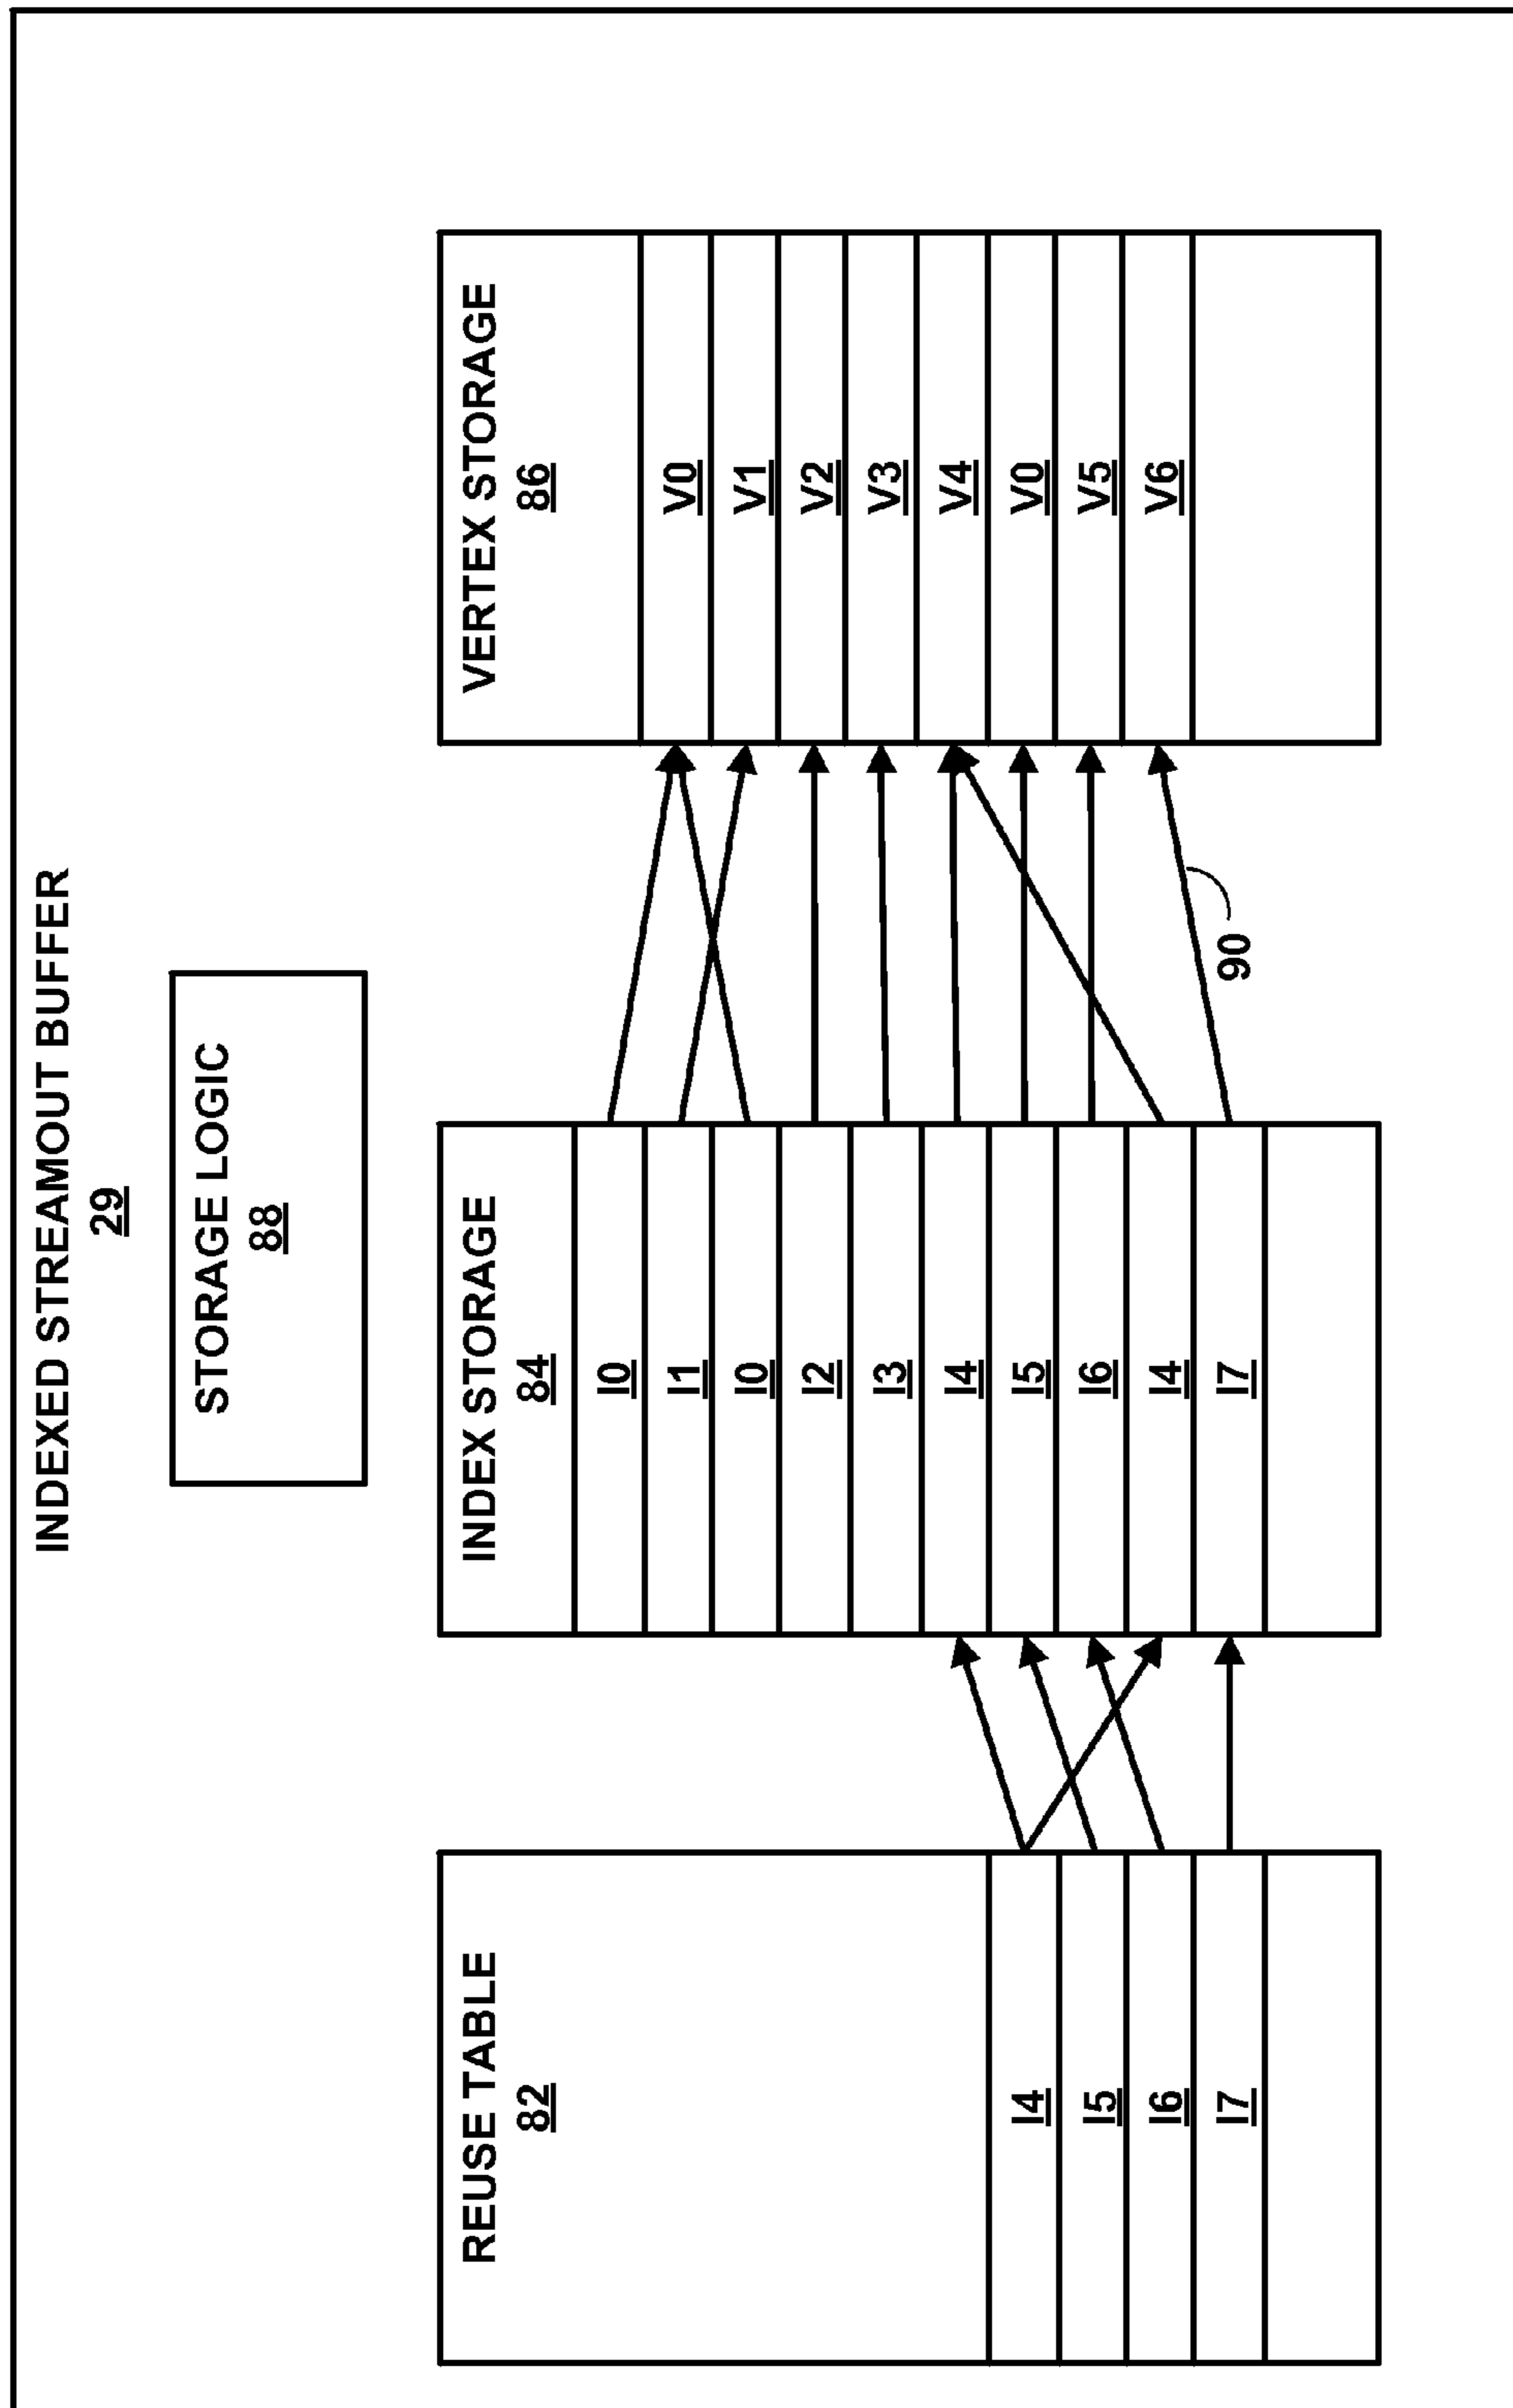 INDEXED STREAMOUT BUFFER
29
STORAGE LOGIC
88
REUSE TABLE
82
I4
I5
I6
I7
INDEX STORAGE
84
I0
I1
I0
I2
I3
I4
I5
I6
I4
I7
90
VERTEX STORAGE
86
V0
V1
V2
V3
V4
V0
V5
V6